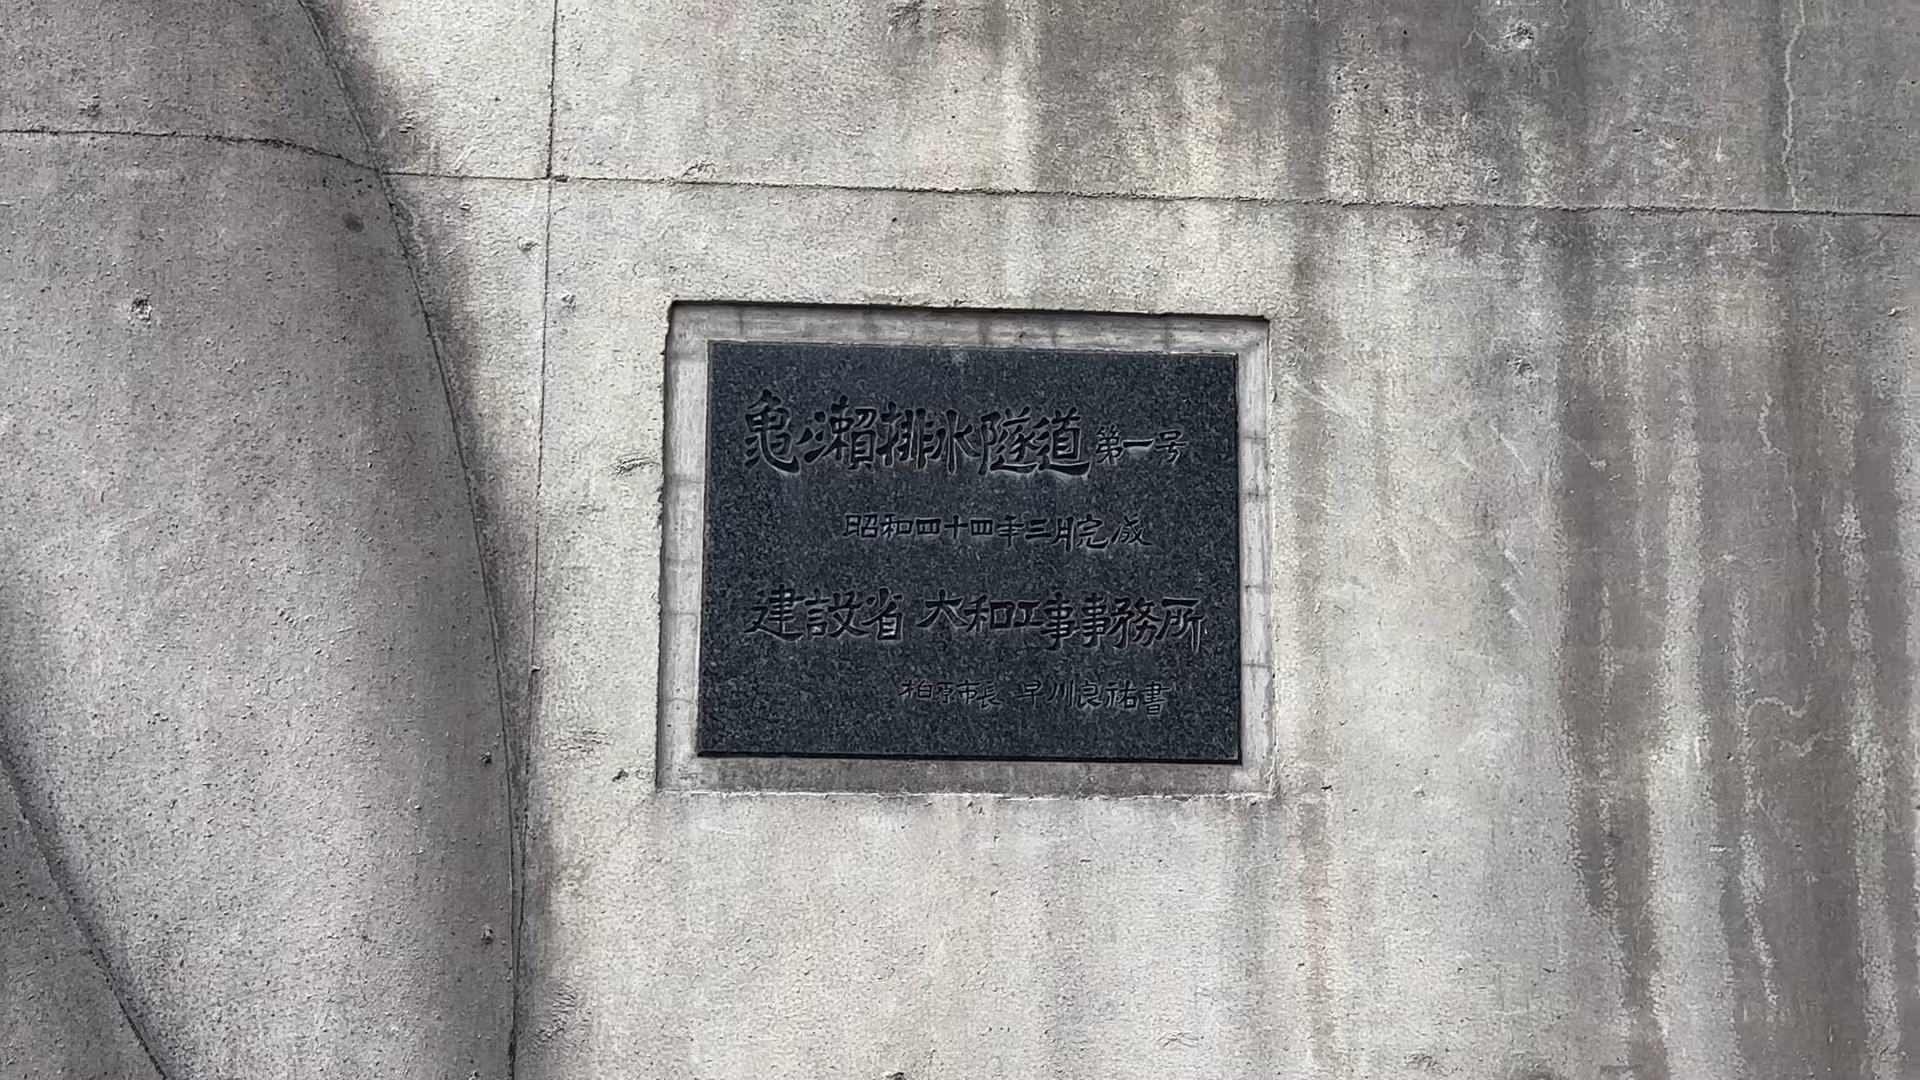 亀ノ瀬排水隧道 第一号
昭和四十四年三月完成
建設省 大和工事事務所
柏原市長 早川良祐書